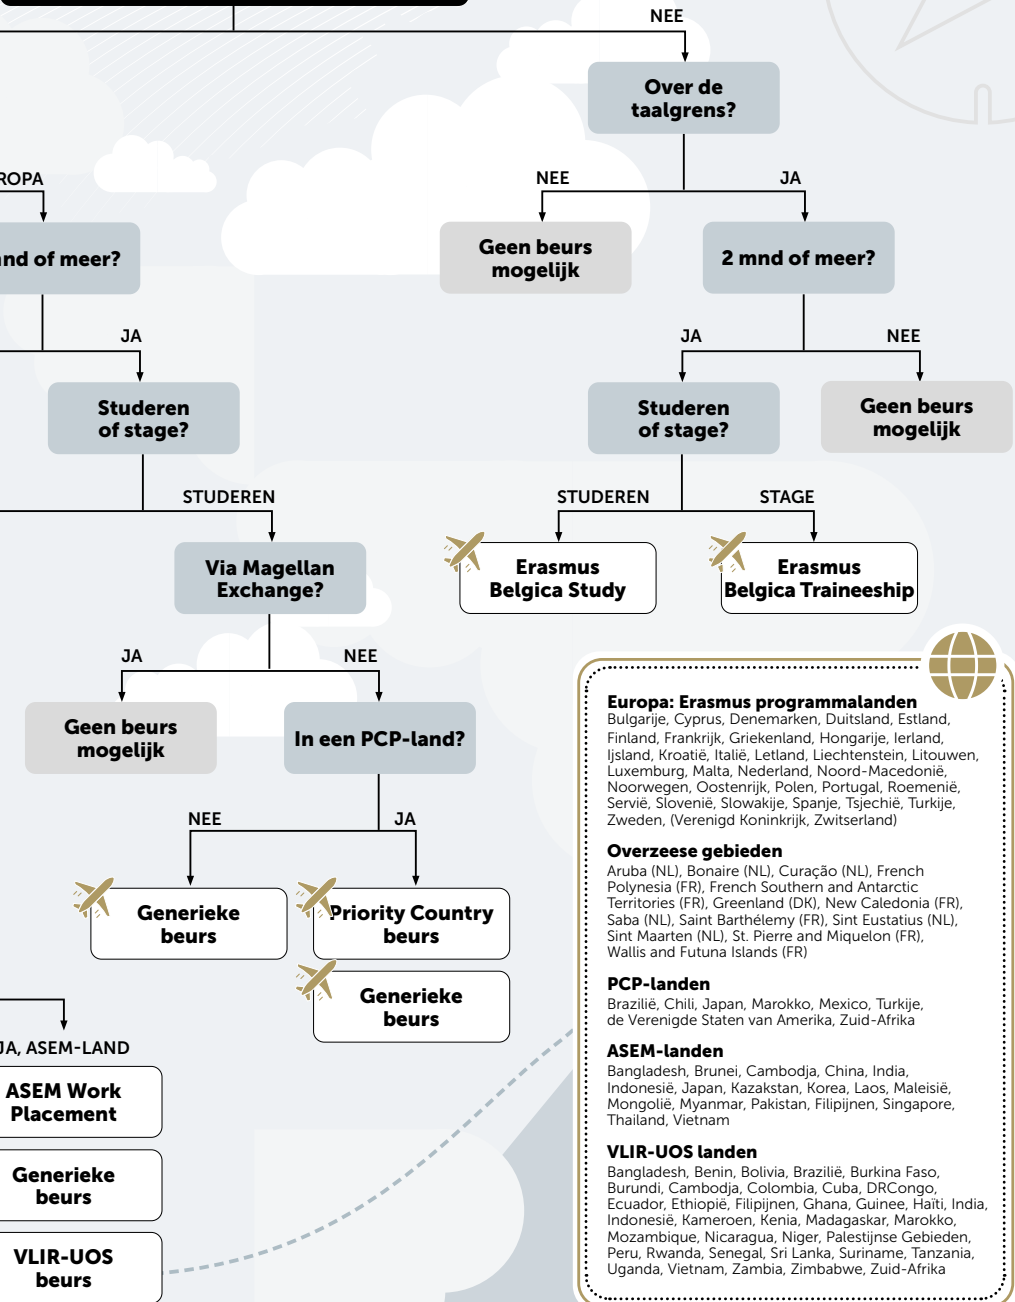 NEE
Over de
taalgrens?
ROPA
NEE
JA
nd of meer?
Geen beurs
mogelijk
2 mnd of meer?
JA
JA
NEE
Studeren
of stage?
Studeren
of stage?
Geen beurs
mogelijk
STUDEREN
STUDEREN
STAGE
Via Magellan
Exchange?
Erasmus
Belgica Study
Erasmus
Belgica Traineeship
JA
NEE
Geen beurs
mogelijk
In een PCP-land?
NEE
JA
Generieke
beurs
Priority Country
beurs
Generieke
beurs
JA, ASEM-LAND
ASEM Work
Placement
Generieke
beurs
VLIR-UOS
beurs
Europa: Erasmus programmalanden
Bulgarije, Cyprus, Denemarken, Duitsland, Estland,
Finland, Frankrijk, Griekenland, Hongarije, Ierland,
Ijsland, Kroatië, Italië, Letland, Liechtenstein, Litouwen,
Luxemburg, Malta, Nederland, Noord-Macedonië,
Noorwegen, Oostenrijk, Polen, Portugal, Roemenië,
Servië, Slovenië, Slowakije, Spanje, Tsjechië, Turkije,
Zweden, (Verenigd Koninkrijk, Zwitserland)
Overzeese gebieden
Aruba (NL), Bonaire (NL), Curaçao (NL), French
Polynesia (FR), French Southern and Antarctic
Territories (FR), Greenland (DK), New Caledonia (FR),
Saba (NL), Saint Barthélemy (FR), Sint Eustatius (NL),
Sint Maarten (NL), St. Pierre and Miquelon (FR),
Wallis and Futuna Islands (FR)
PCP-landen
Brazilië, Chili, Japan, Marokko, Mexico, Turkije,
de Verenigde Staten van Amerika, Zuid-Afrika
ASEM-landen
Bangladesh, Brunei, Cambodja, China, India,
Indonesië, Japan, Kazakstan, Korea, Laos, Maleisië,
Mongolië, Myanmar, Pakistan, Filipijnen, Singapore,
Thailand, Vietnam
VLIR-UOS landen
Bangladesh, Benin, Bolivia, Brazilië, Burkina Faso,
Burundi, Cambodja, Colombia, Cuba, DRCongo,
Ecuador, Ethiopië, Filipijnen, Ghana, Guinee, Haïti, India,
Indonesië, Kameroen, Kenia, Madagaskar, Marokko,
Mozambique, Nicaragua, Niger, Palestijnse Gebieden,
Peru, Rwanda, Senegal, Sri Lanka, Suriname, Tanzania,
Uganda, Vietnam, Zambia, Zimbabwe, Zuid-Afrika